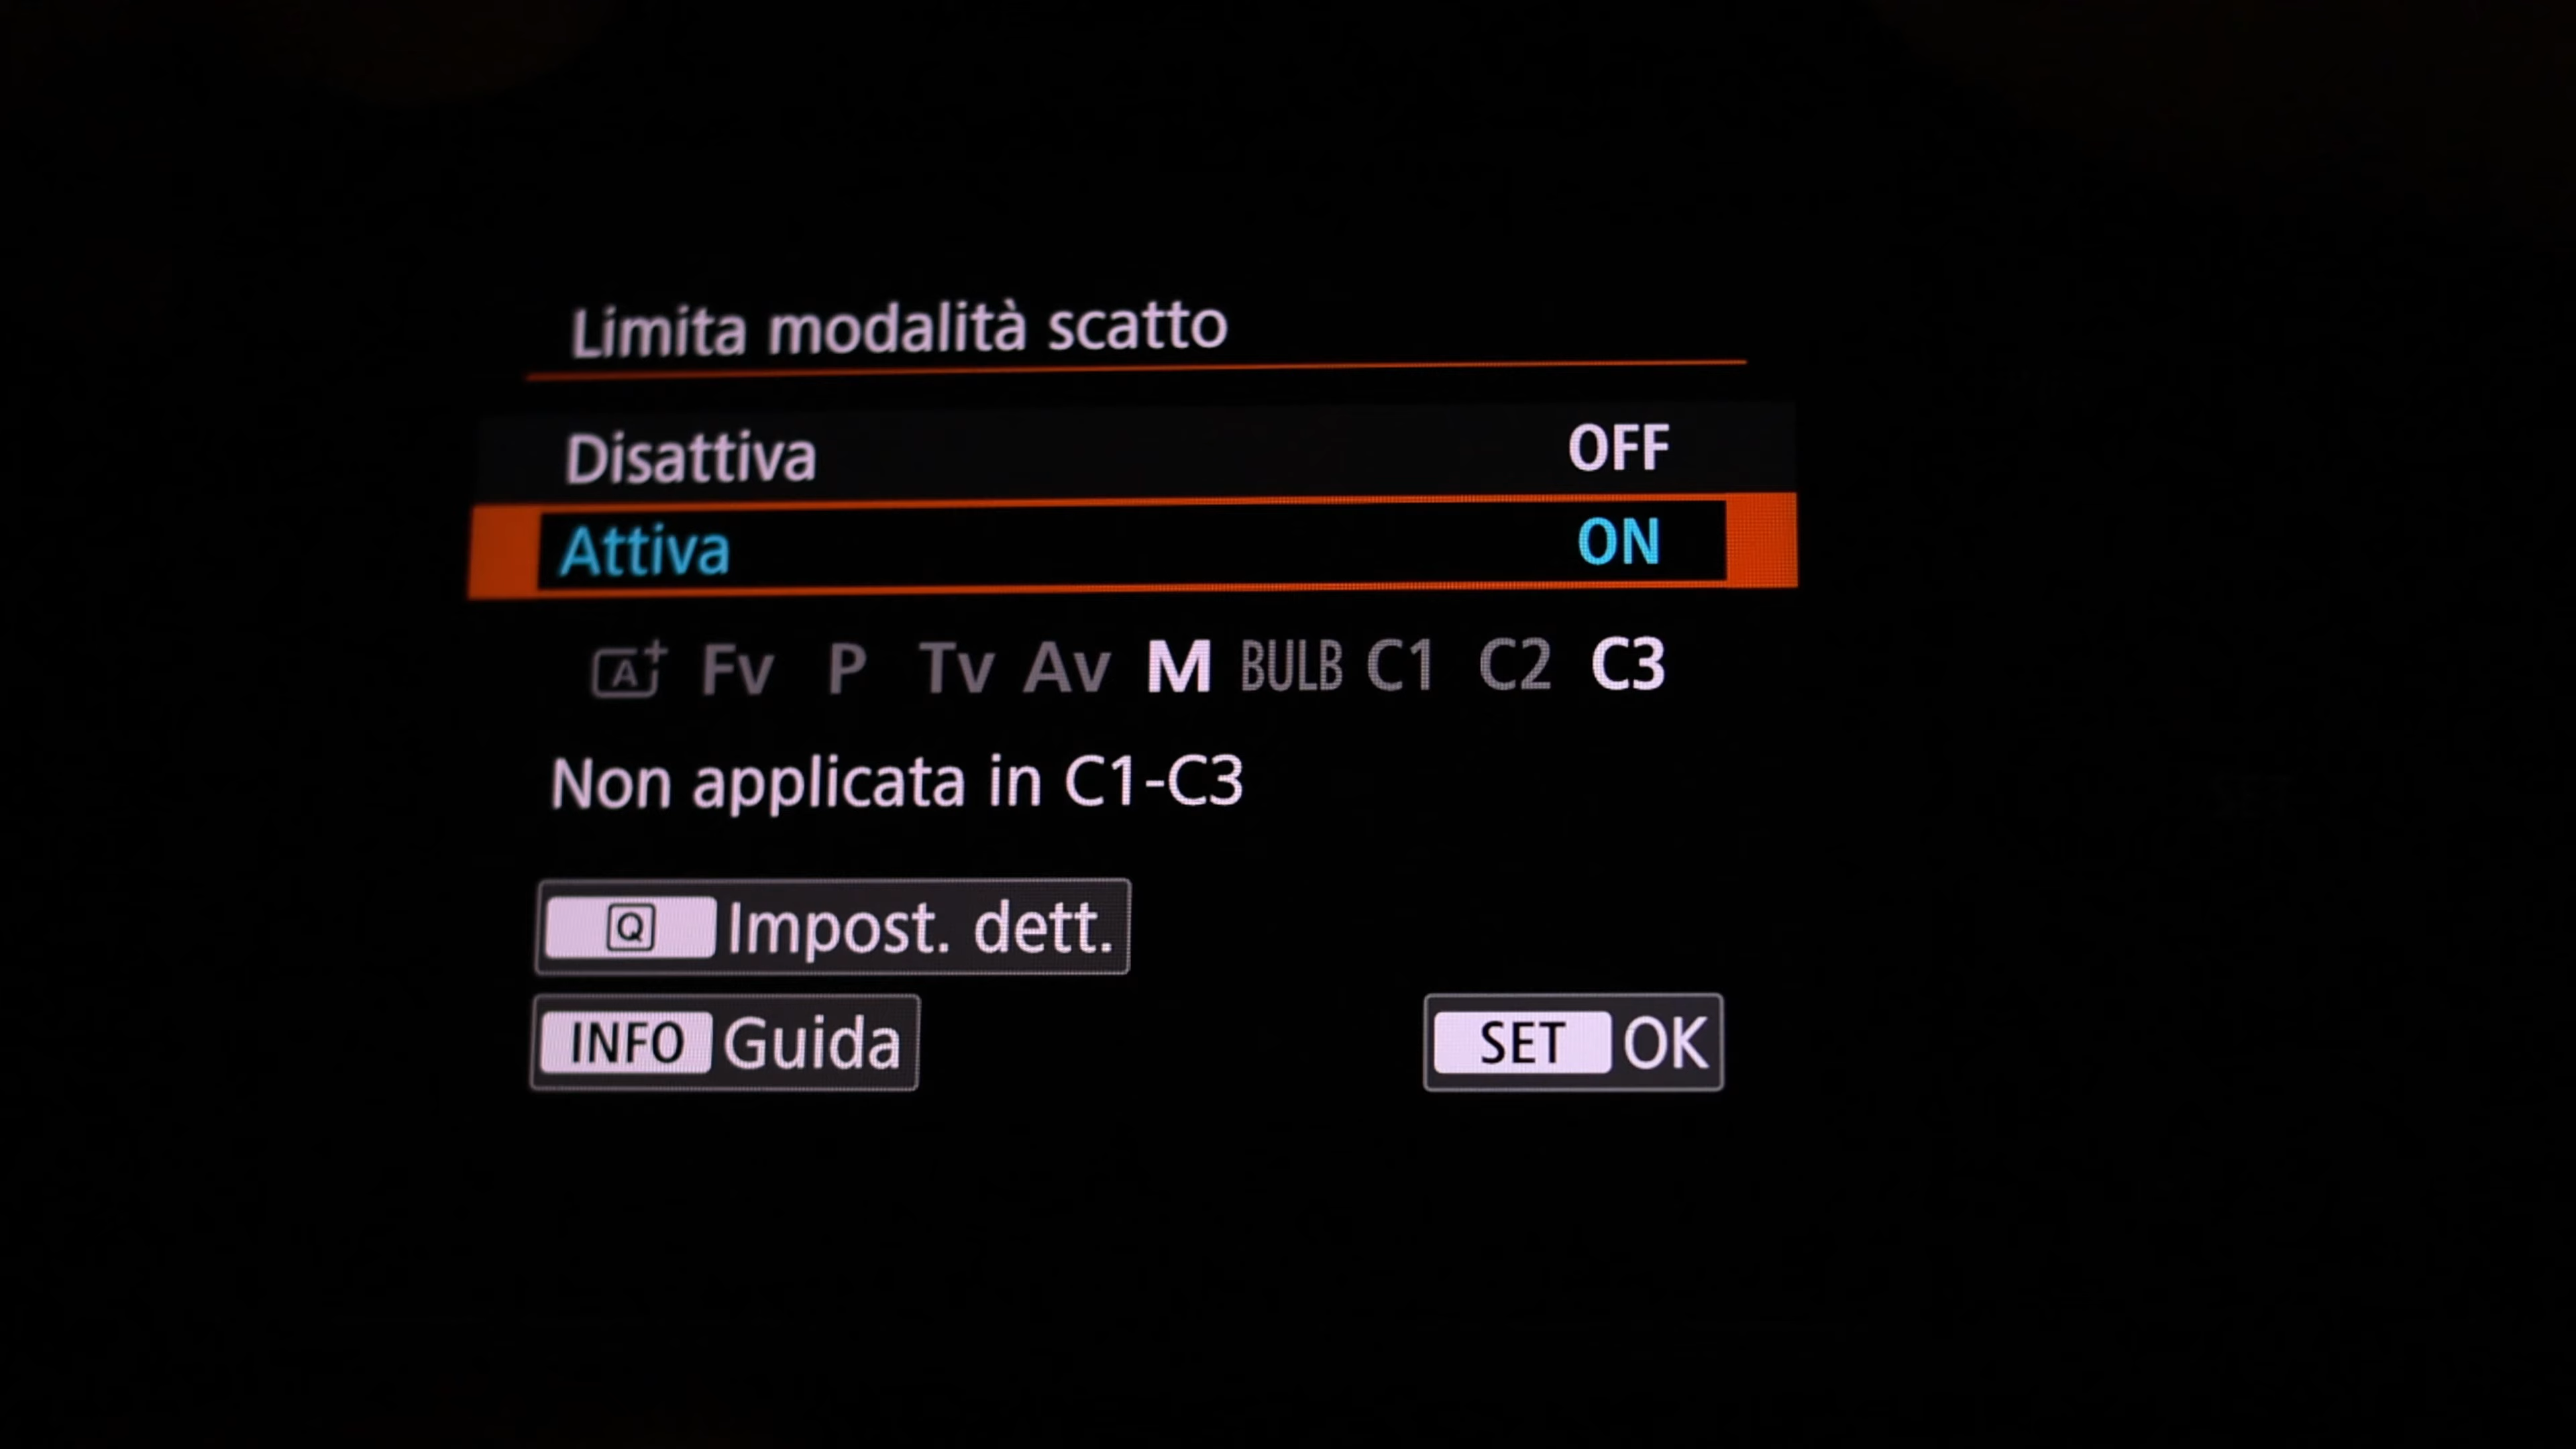 Limita modalità scatto
Disattiva OFF
Attiva ON
A+ Fv P Tv Av M BULB C1 C2 C3
Non applicata in C1-C3
Q Impost. dett.
INFO Guida
SET OK